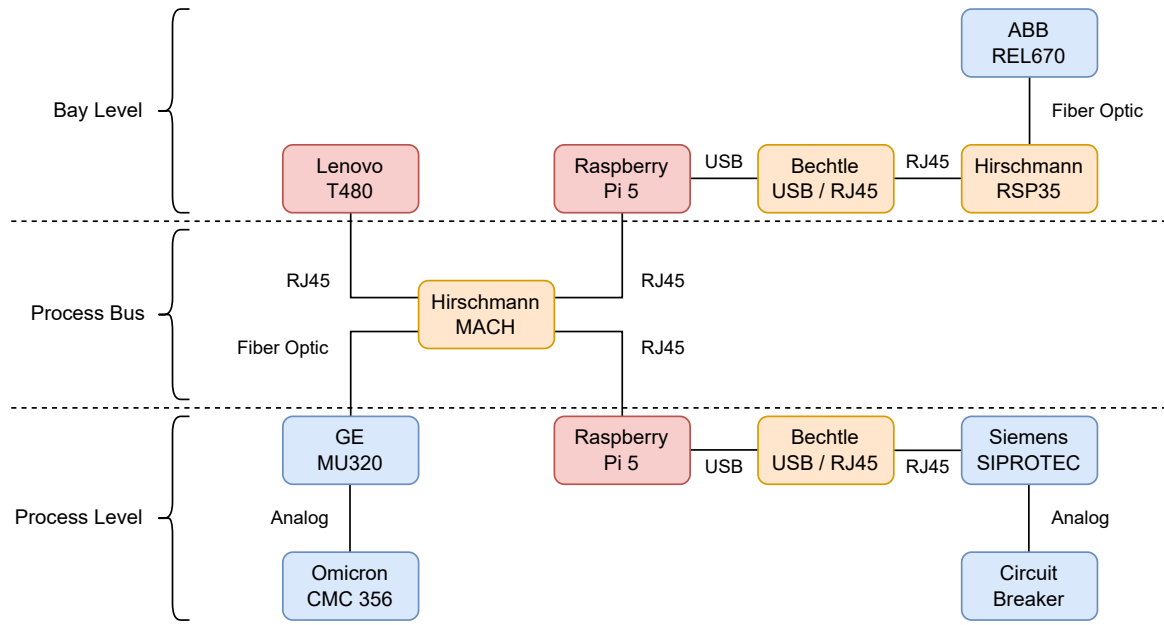 ABB
REL670
Bay Level
Fiber Optic
Lenovo
T480
Raspberry
Pi 5
USB
Bechtle
USB / RJ45
RJ45
Hirschmann
RSP35
RJ45
Hirschmann
MACH
RJ45
Process Bus
Fiber Optic
RJ45
GE
MU320
Raspberry
Pi 5
USB
Bechtle
USB / RJ45
RJ45
Siemens
SIPROTEC
Process Level
Analog
Analog
Omicron
CMC 356
Circuit
Breaker